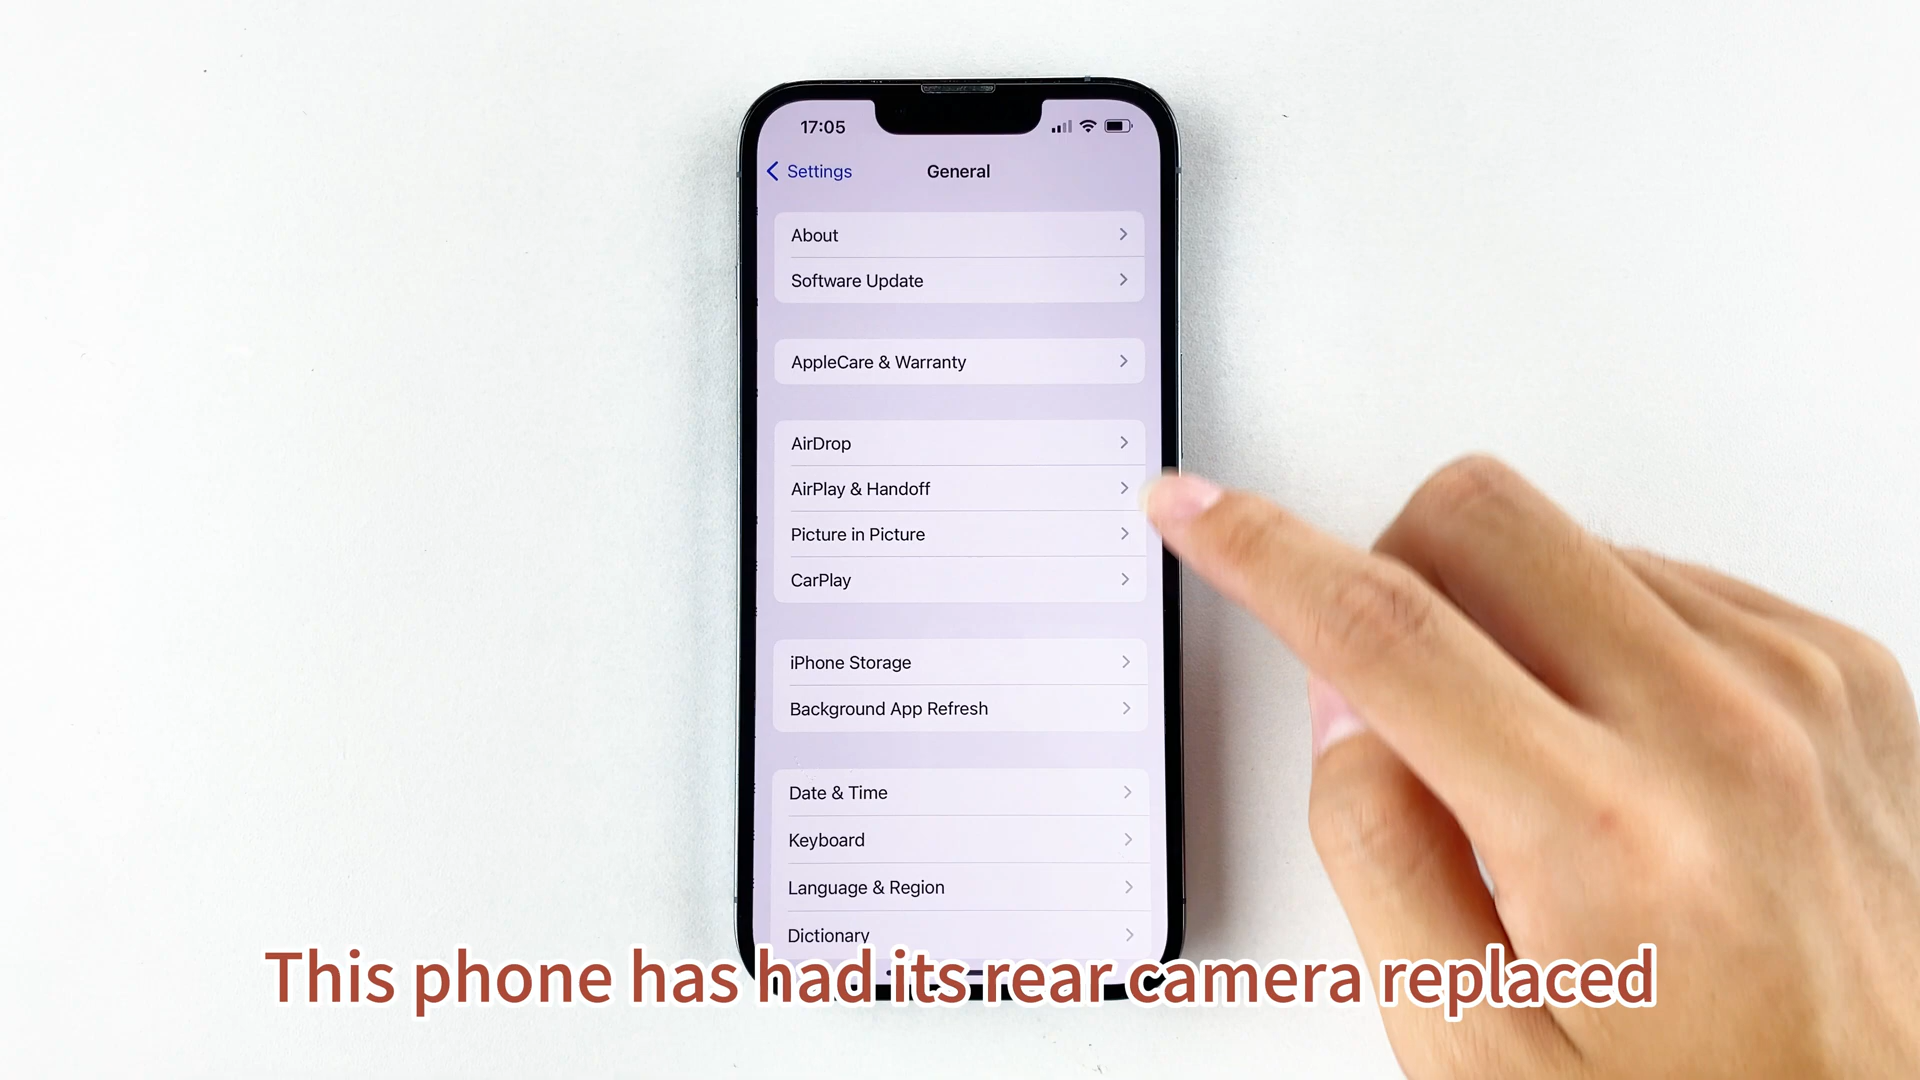 17:05
Settings
General
About
Software Update
AppleCare & Warranty
AirDrop
AirPlay & Handoff
Picture in Picture
CarPlay
iPhone Storage
Background App Refresh
Date & Time
Keyboard
Language & Region
Dictionary
This phone has had its rear camera replaced